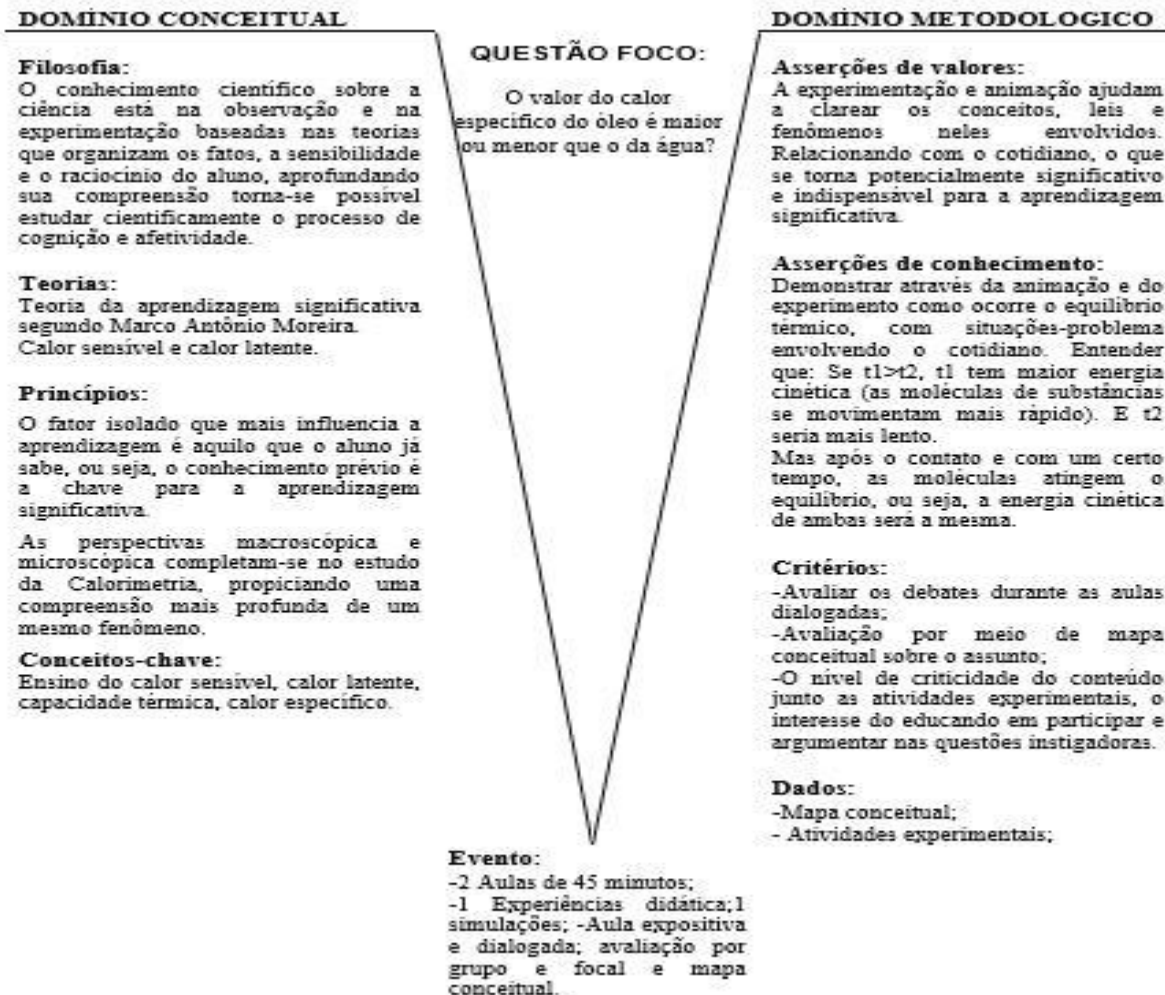 DOMÍNIO CONCEITUAL
Filosofia:
O conhecimento científico sobre a
ciência está na observação e na
experimentação baseadas nas teorias
que organizam os fatos, a sensibilidade
e o raciocínio do aluno, aprofundando
sua compreensão torna-se possível
estudar cientificamente o processo de
cognição e afetividade.
Teorias:
Teoria da aprendizagem significativa
segundo Marco Antônio Moreira.
Calor sensível e calor latente.
Princípios:
O fator isolado que mais influencia a
aprendizagem é aquilo que o aluno já
sabe, ou seja, o conhecimento prévio é
a chave para a aprendizagem
significativa.
As perspectivas macroscópica e
microscópica completam-se no estudo
da Calorimetria, propiciando uma
compreensão mais profunda de um
mesmo fenômeno.
Conceitos-chave:
Ensino do calor sensível, calor latente,
capacidade térmica, calor específico.
QUESTÃO FOCO:
O valor do calor
específico do óleo é maior
ou menor que o da água?
DOMÍNIO METODOLOGICO
Asserções de valores:
A experimentação e animação ajudam
a clarear os conceitos, leis e
fenômenos neles envolvidos.
Relacionando com o cotidiano, o que
se torna potencialmente significativo
e indispensável para a aprendizagem
significativa.
Asserções de conhecimento:
Demonstrar através da animação e do
experimento como ocorre o equilíbrio
térmico, com situações-problema
envolvendo o cotidiano. Entender
que: Se t1>t2, t1 tem maior energia
cinética (as moléculas de substâncias
se movimentam mais rápido). E t2
seria mais lento.
Mas após o contato e com um certo
tempo, as moléculas atingem o
equilíbrio, ou seja, a energia cinética
de ambas será a mesma.
Critérios:
-Avaliar os debates durante as aulas
dialogadas;
-Avaliação por meio de mapa
conceitual sobre o assunto;
-O nível de criticidade do conteúdo
junto as atividades experimentais, o
interesse do educando em participar e
argumentar nas questões instigadoras.
Dados:
-Mapa conceitual;
- Atividades experimentais;
Evento:
-2 Aulas de 45 minutos;
-1 Experiências didática;1
simulações; -Aula expositiva
e dialogada; avaliação por
grupo e focal e mapa
conceitual.